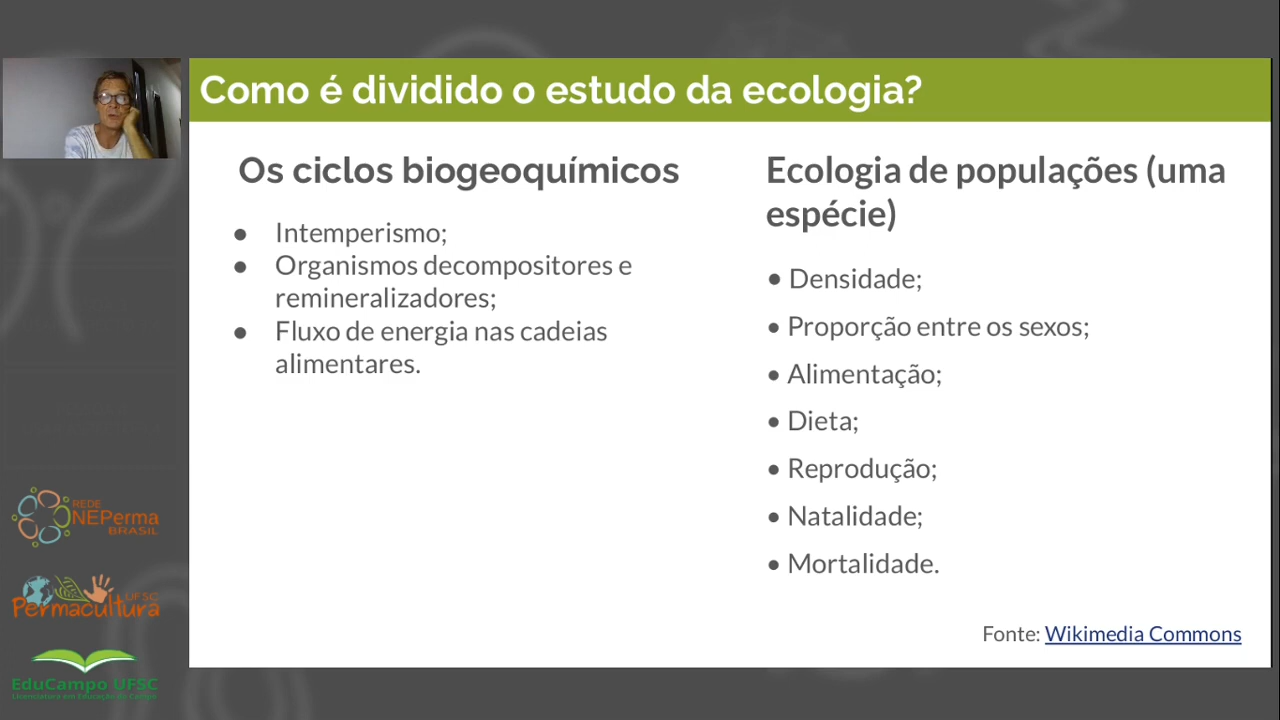 Como é dividido o estudo da ecologia?
Os ciclos biogeoquímicos
● Intemperismo;
● Organismos decompositores e
remineralizadores;
● Fluxo de energia nas cadeias
alimentares.
Ecologia de populações (uma
espécie)
• Densidade;
• Proporção entre os sexos;
• Alimentação;
• Dieta;
• Reprodução;
• Natalidade;
• Mortalidade.
Fonte: Wikimedia Commons
REDE
NEPerma
BRASIL
UFSC
Permacultura
EduCampo UFSC
Licenciatura em Educação do Campo